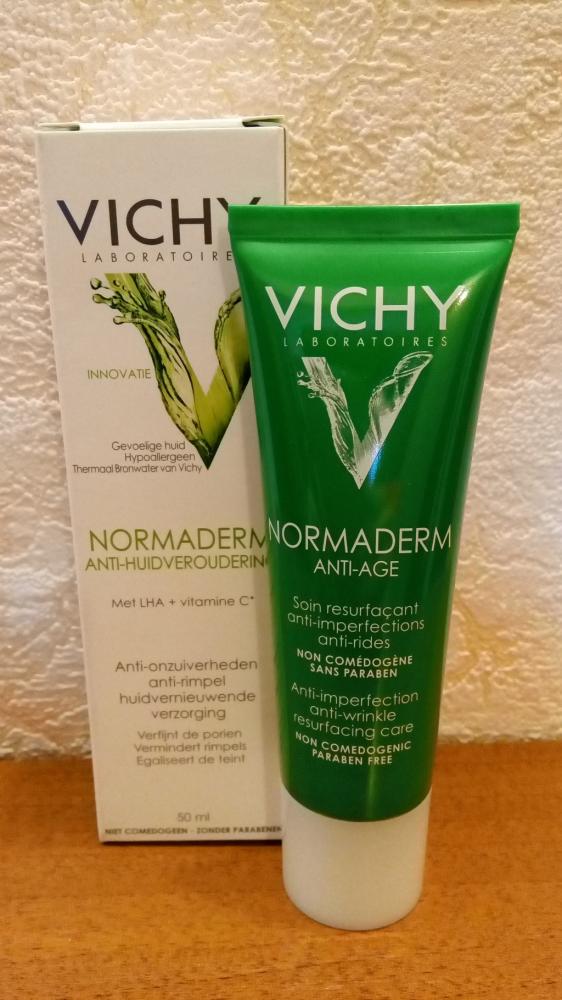 VICHY
LABORATOIRE
INNOVATIE
Gevoelige huid
Hypoallergeen
Thermaal Bronwater van Vichy
NORMADERM
ANTI-HUIDVEROUDERING
Met LHA + vitamine C*
Anti-onzuiverheden
anti-rimpel
huidvernieuwende
verzorging
Verfijnt de poriën
Vermindert rimpels
Egaliseert de teint
50 ml
NIET COMEDOGEEN - ZONDER PARABENEN
VICHY
LABORATOIRES
NORMADERM
ANTI-AGE
Soin resurfaçant
anti-imperfections
anti-rides
NON COMÉDOGÈNE
SANS PARABEN
Anti-imperfection
anti-wrinkle
resurfacing care
NON COMEDOGENIC
PARABEN FREE